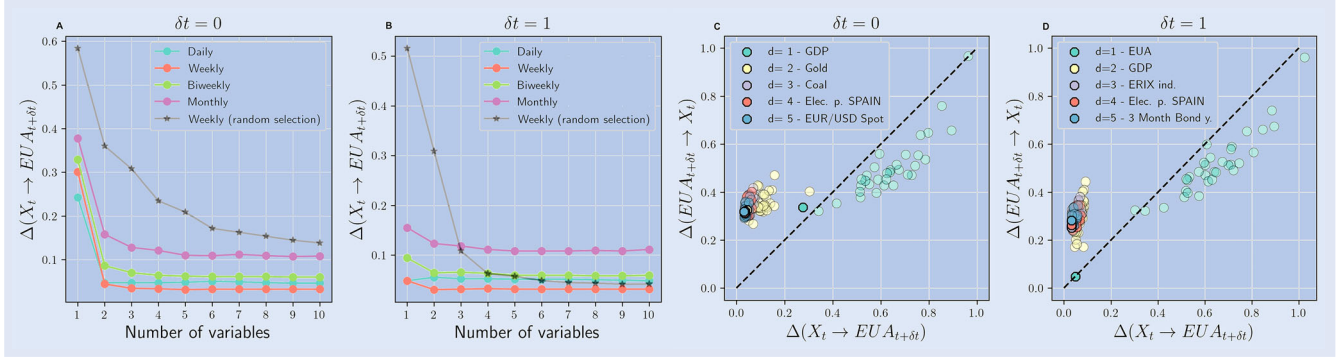 A
δt = 0
Δ(X_t → EUA_{t+δt})
0.6
0.5
0.4
0.3
0.2
0.1
Daily
Weekly
Biweekly
Monthly
Weekly (random selection)
1 2 3 4 5 6 7 8 9 10
Number of variables
B
δt = 1
Δ(X_t → EUA_{t+δt})
0.5
0.4
0.3
0.2
0.1
Daily
Weekly
Biweekly
Monthly
Weekly (random selection)
1 2 3 4 5 6 7 8 9 10
Number of variables
C
δt = 0
Δ(EUA_{t+δt} → X_t)
1.0
0.8
0.6
0.4
0.2
0.0
d= 1 - GDP
d= 2 - Gold
d= 3 - Coal
d= 4 - Elec. p. SPAIN
d= 5 - EUR/USD Spot
0.0 0.2 0.4 0.6 0.8 1.0
Δ(X_t → EUA_{t+δt})
D
δt = 1
Δ(EUA_{t+δt} → X_t)
1.0
0.8
0.6
0.4
0.2
0.0
d=1 - EUA
d=2 - GDP
d=3 - ERIX ind.
d=4 - Elec. p. SPAIN
d=5 - 3 Month Bond y.
0.0 0.2 0.4 0.6 0.8 1.0
Δ(X_t → EUA_{t+δt})